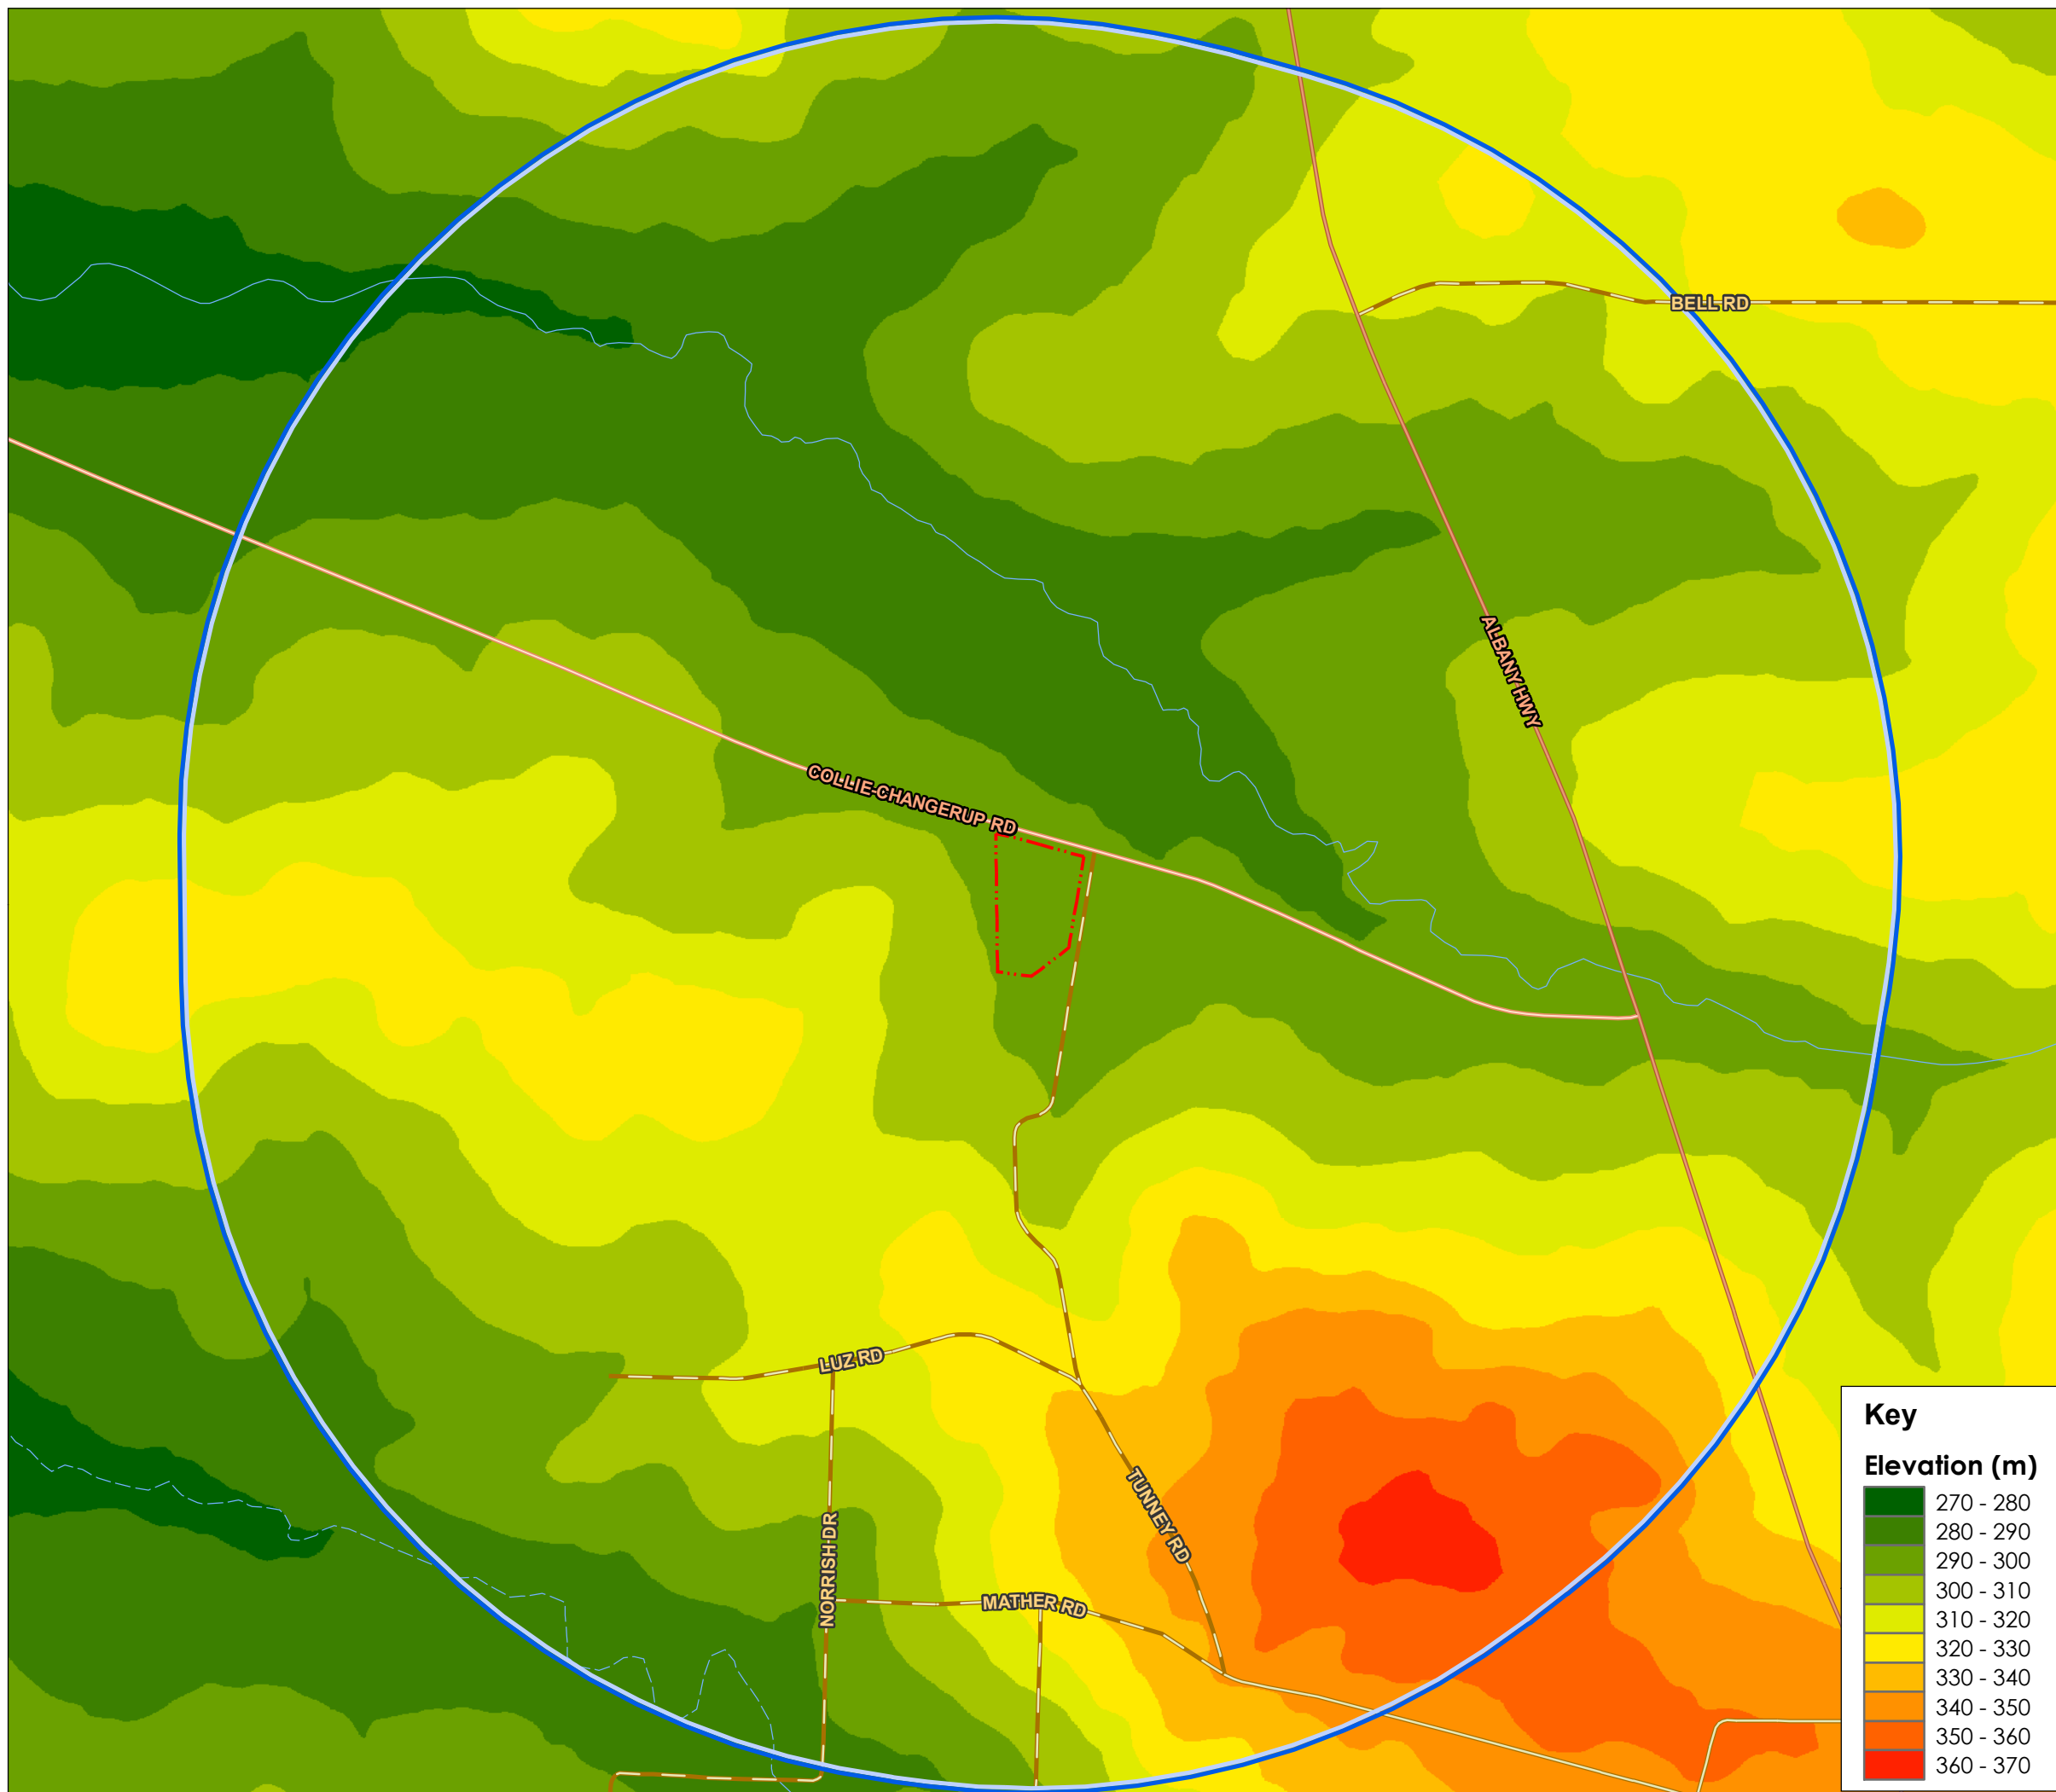 BELL RD
ALBANY HWY
COLLIE-CHANGERUP RD
LUZ RD
TUNNEY RD
NORRISH DR
MATHER RD
Key
Elevation (m)
270 - 280
280 - 290
290 - 300
300 - 310
310 - 320
320 - 330
330 - 340
340 - 350
350 - 360
360 - 370